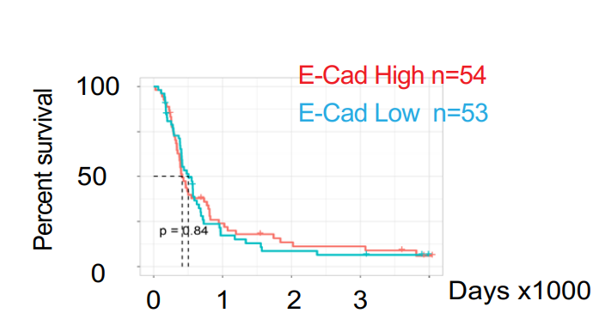 E-Cad High n=54
E-Cad Low n=53
Percent survival
100
50
0
p = 0.84
0 1 2 3
Days x1000